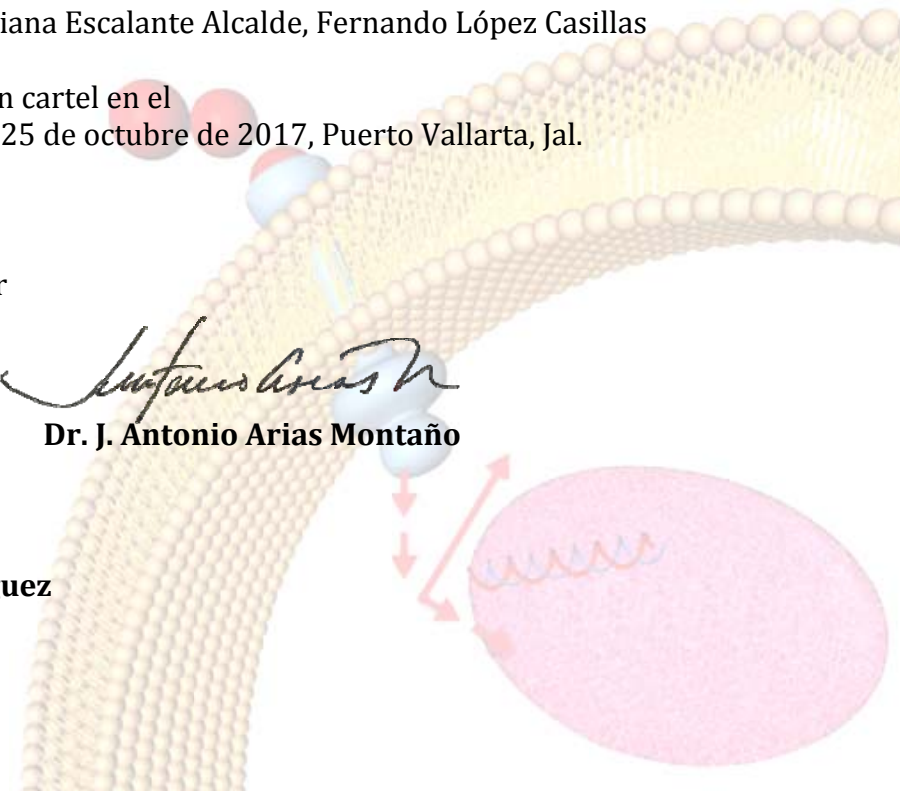 iana Escalante Alcalde, Fernando López Casillas
n cartel en el
25 de octubre de 2017, Puerto Vallarta, Jal.
r
Dr. J. Antonio Arias Montaño
uez